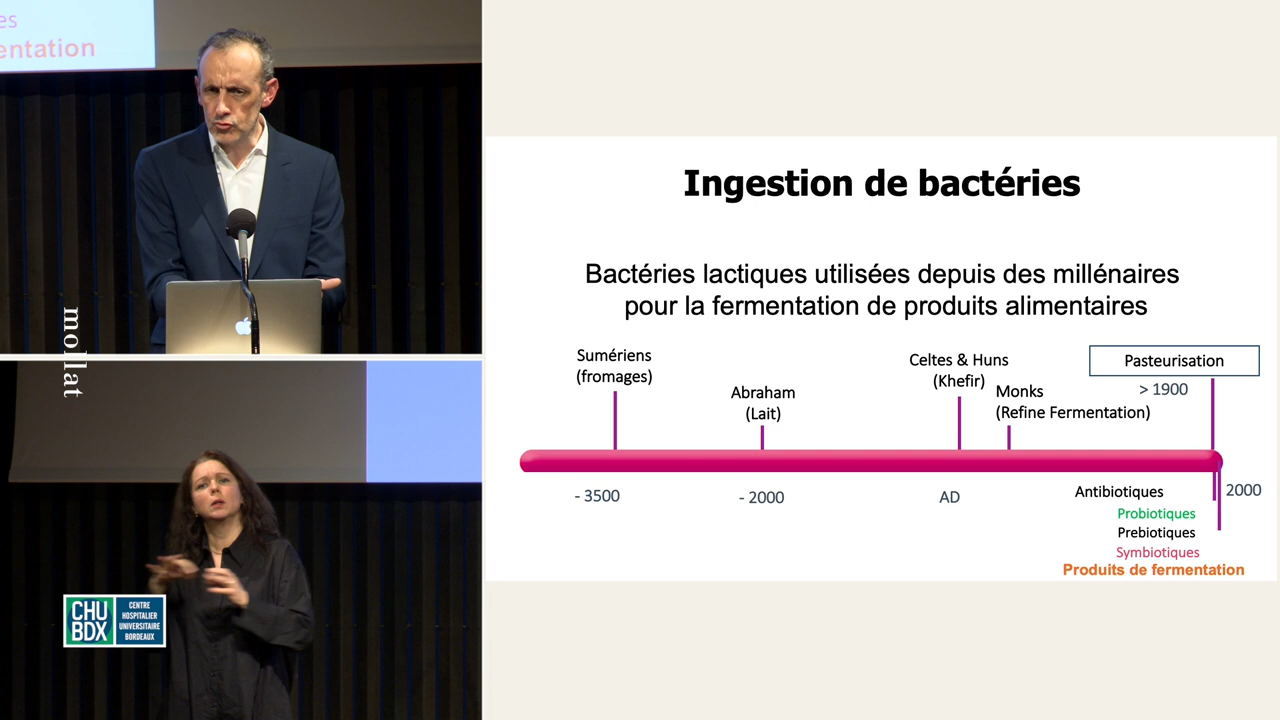 es
entation
mollat
CHU
BDX
CENTRE
HOSPITALIER
UNIVERSITAIRE
BORDEAUX
Ingestion de bactéries
Bactéries lactiques utilisées depuis des millénaires
pour la fermentation de produits alimentaires
Sumériens
(fromages)
Abraham
(Lait)
Celtes & Huns
(Khefir)
Monks
(Refine Fermentation)
Pasteurisation
> 1900
- 3500
- 2000
AD
2000
Antibiotiques
Probiotiques
Prebiotiques
Symbiotiques
Produits de fermentation